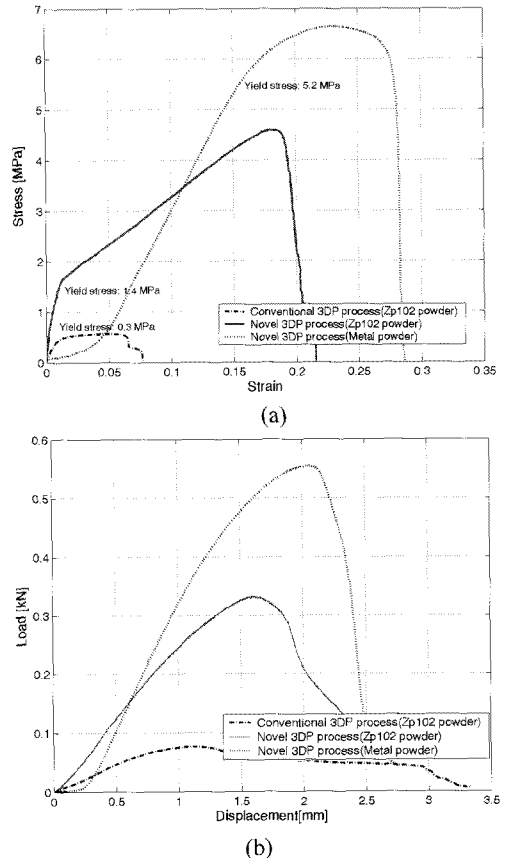 7
6
5
4
3
2
1
0
Stress [MPa]
Yield stress: 5.2 MPa
Yield stress: 1.4 MPa
Yield stress: 0.3 MPa
Conventional 3DP process(Zp102 powder)
Novel 3DP process(Zp102 powder)
Novel 3DP process(Metal powder)
0 0.05 0.1 0.15 0.2 0.25 0.3 0.35
Strain
(a)
0.6
0.5
0.4
0.3
0.2
0.1
0
Load [kN]
Conventional 3DP process(Zp102 powder)
Novel 3DP process(Zp102 powder)
Novel 3DP process(Metal powder)
0 0.5 1 1.5 2 2.5 3 3.5
Displacement[mm]
(b)